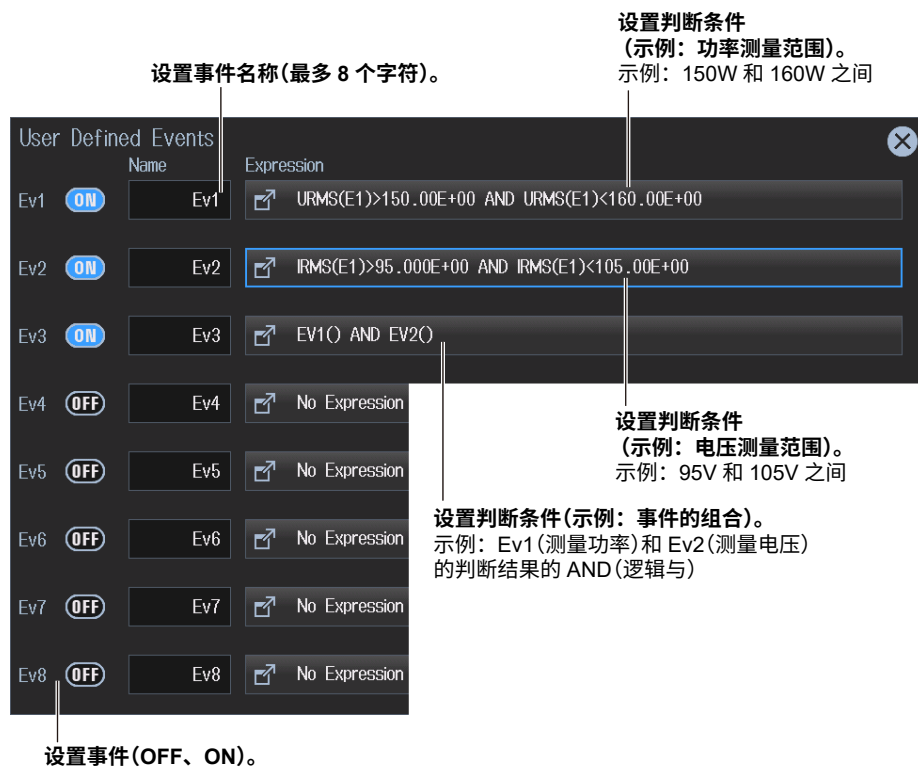 设置判断条件
（示例：功率测量范围）。
示例：150W 和 160W 之间
设置事件名称（最多 8 个字符）。
User Defined Events
Name Expression
Ev1 ON Ev1 URMS(E1)>150.00E+00 AND URMS(E1)<160.00E+00
Ev2 ON Ev2 IRMS(E1)>95.000E+00 AND IRMS(E1)<105.00E+00
Ev3 ON Ev3 EV1() AND EV2()
Ev4 OFF Ev4 No Expression
设置判断条件
（示例：电压测量范围）。
示例：95V 和 105V 之间
Ev5 OFF Ev5 No Expression
设置判断条件（示例：事件的组合）。
示例：Ev1（测量功率）和 Ev2（测量电压）
的判断结果的 AND（逻辑与）
Ev6 OFF Ev6 No Expression
Ev7 OFF Ev7 No Expression
Ev8 OFF Ev8 No Expression
设置事件（OFF、ON）。